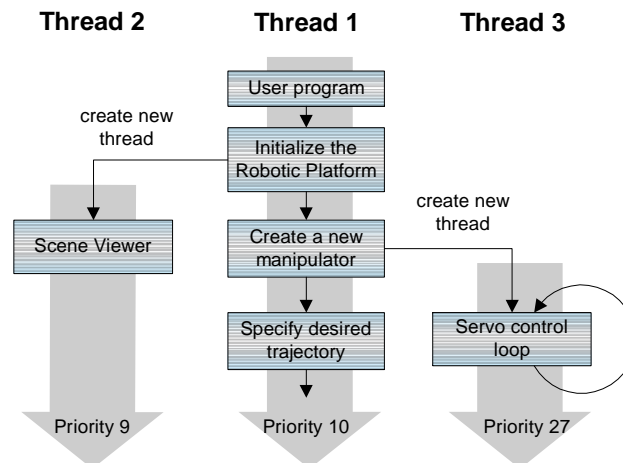 Thread 2
Thread 1
Thread 3
User program
create new
thread
Initialize the
Robotic Platform
create new
thread
Scene Viewer
Create a new
manipulator
Specify desired
trajectory
Servo control
loop
Priority 9
Priority 10
Priority 27